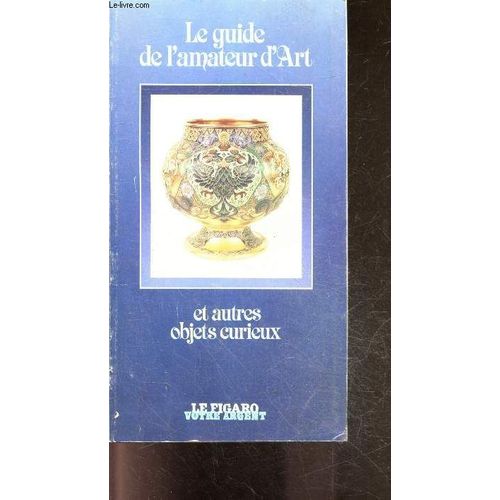 Le-livre.com
Le guide
de l'amateur d'Art
et autres
objets curieux
LE FIGARO
VOTRE ARGENT